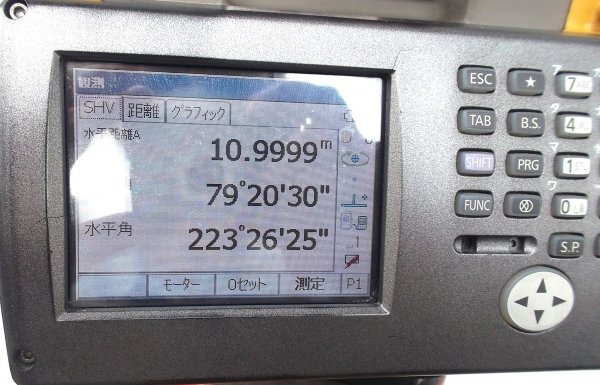 観測
SHV 距離 グラフィック
水平距離A 10.9999m
79°20'30"
水平角 223°26'25"
モーター 0セット 測定 P1
ESC ★ 7
TAB B.S. 4
SHIFT PRG 1
FUNC 0
S.P.